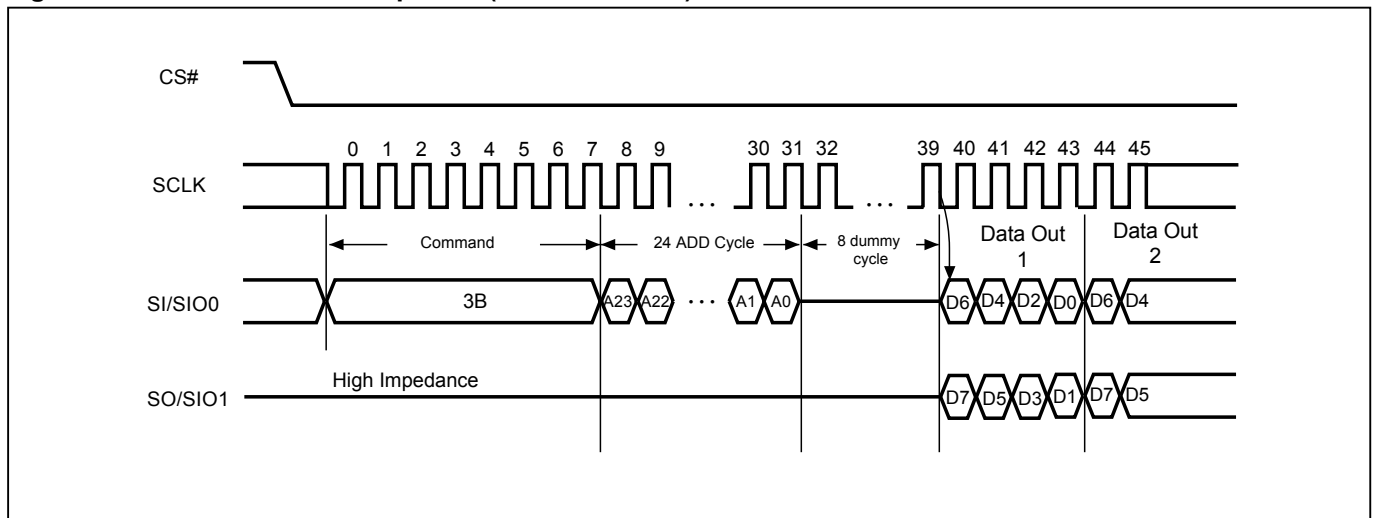 CS#
0 1 2 3 4 5 6 7 8 9 30 31 32 39 40 41 42 43 44 45
SCLK
... ...
Command 24 ADD Cycle 8 dummy cycle Data Out 1 Data Out 2
SI/SIO0 3B A23 A22 ... A1 A0 D6 D4 D2 D0 D6 D4
High Impedance
SO/SIO1 D7 D5 D3 D1 D7 D5